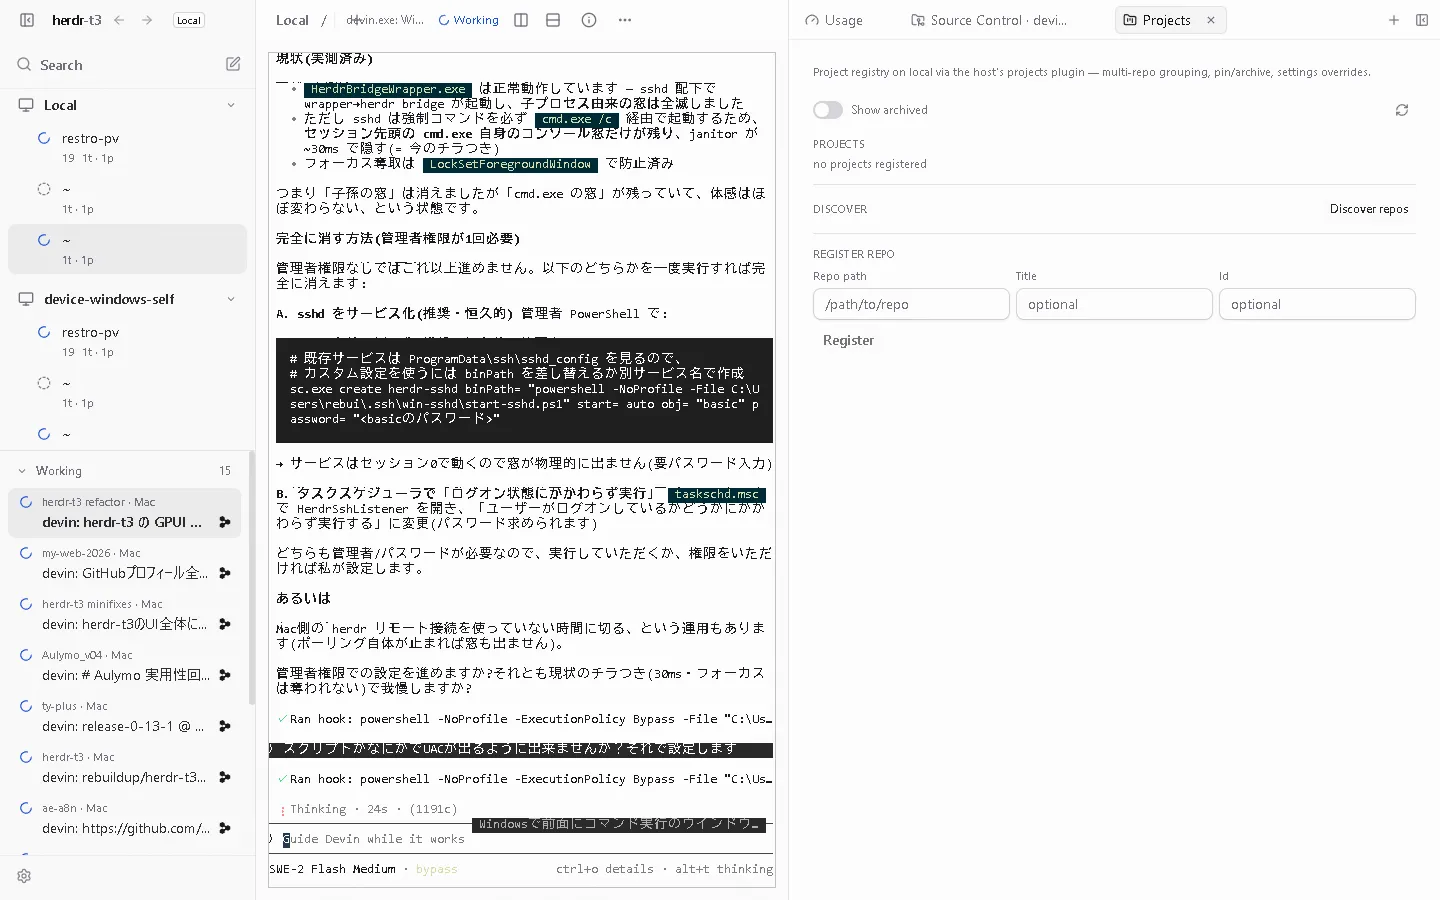 herdr-t3
Local
Search
Local
restro-pv
19 1t · 1p
~
1t · 1p
~
1t · 1p
device-windows-self
restro-pv
19 1t · 1p
~
1t · 1p
~
Working 15
herdr-t3 refactor · Mac
devin: herdr-t3 の GPUI ...
my-web-2026 · Mac
devin: GitHubプロフィール全...
herdr-t3 minifixes · Mac
devin: herdr-t3のUI全体に...
Aulymo_v04 · Mac
devin: # Aulymo 実用性回...
ty-plus · Mac
devin: release-0-13-1 @ ...
herdr-t3 · Mac
devin: rebuildup/herdr-t3...
ae-a8n · Mac
devin: https://github.com/...
Local / devin.exe: Wi... Working
現状(実測済み)
• HerdrBridgeWrapper.exe は正常動作しています — sshd 配下で
wrapper→herdr bridge が起動し、子プロセス由来の窓は全滅しました
• ただし sshd は強制コマンドを必ず cmd.exe /c 経由で起動するため、
セッション先頭の cmd.exe 自身のコンソール窓だけが残り、janitor が
~30ms で隠す(= 今のチラつき)
• フォーカス奪取は LockSetForegroundWindow で防止済み
つまり「子孫の窓」は消えましたが「cmd.exe の窓」が残っていて、体感はほ
ぼ変わらない、という状態です。
完全に消す方法(管理者権限が1回必要)
管理者権限なしではこれ以上進めません。以下のどちらかを一度実行すれば完
全に消えます:
A. sshd をサービス化(推奨・恒久的) 管理者 PowerShell で:
# 既存サービスは ProgramData\ssh\sshd_config を見るので、
# カスタム設定を使うには binPath を差し替えるか別サービス名で作成
sc.exe create herdr-sshd binPath= "powershell -NoProfile -File C:\U
sers\rebui\.ssh\win-sshd\start-sshd.ps1" start= auto obj= "basic" p
assword= "<basicのパスワード>"
→ サービスはセッション0で動くので窓が物理的に出ません(要パスワード入力)
B. タスクスケジューラで「ログオン状態にかかわらず実行」 taskschd.msc
で HerdrSshListener を開き、「ユーザーがログオンしているかどうかにかか
わらず実行する」に変更(パスワード求められます)
どちらも管理者/パスワードが必要なので、実行していただくか、権限をいただ
ければ私が設定します。
あるいは
Mac側の herdr リモート接続を使っていない時間に切る、という運用もありま
す(ポーリング自体が止まれば窓も出ません)。
管理者権限での設定を進めますか?それとも現状のチラつき(30ms・フォーカス
は奪われない)で我慢しますか?
✓ Ran hook: powershell -NoProfile -ExecutionPolicy Bypass -File "C:\Us…
❯ スクリプトかなにかでUACが出るように出来ませんか？それで設定します
✓ Ran hook: powershell -NoProfile -ExecutionPolicy Bypass -File "C:\Us…
Thinking · 24s · (1191c)
Windowsで前面にコマンド実行のウインドウ…
❯ Guide Devin while it works
SWE-2 Flash Medium · bypass ctrl+o details · alt+t thinking
Usage
Source Control · devi...
Projects
Project registry on local via the host's projects plugin — multi-repo grouping, pin/archive, settings overrides.
Show archived
PROJECTS
no projects registered
DISCOVER
Discover repos
REGISTER REPO
Repo path Title Id
/path/to/repo optional optional
Register